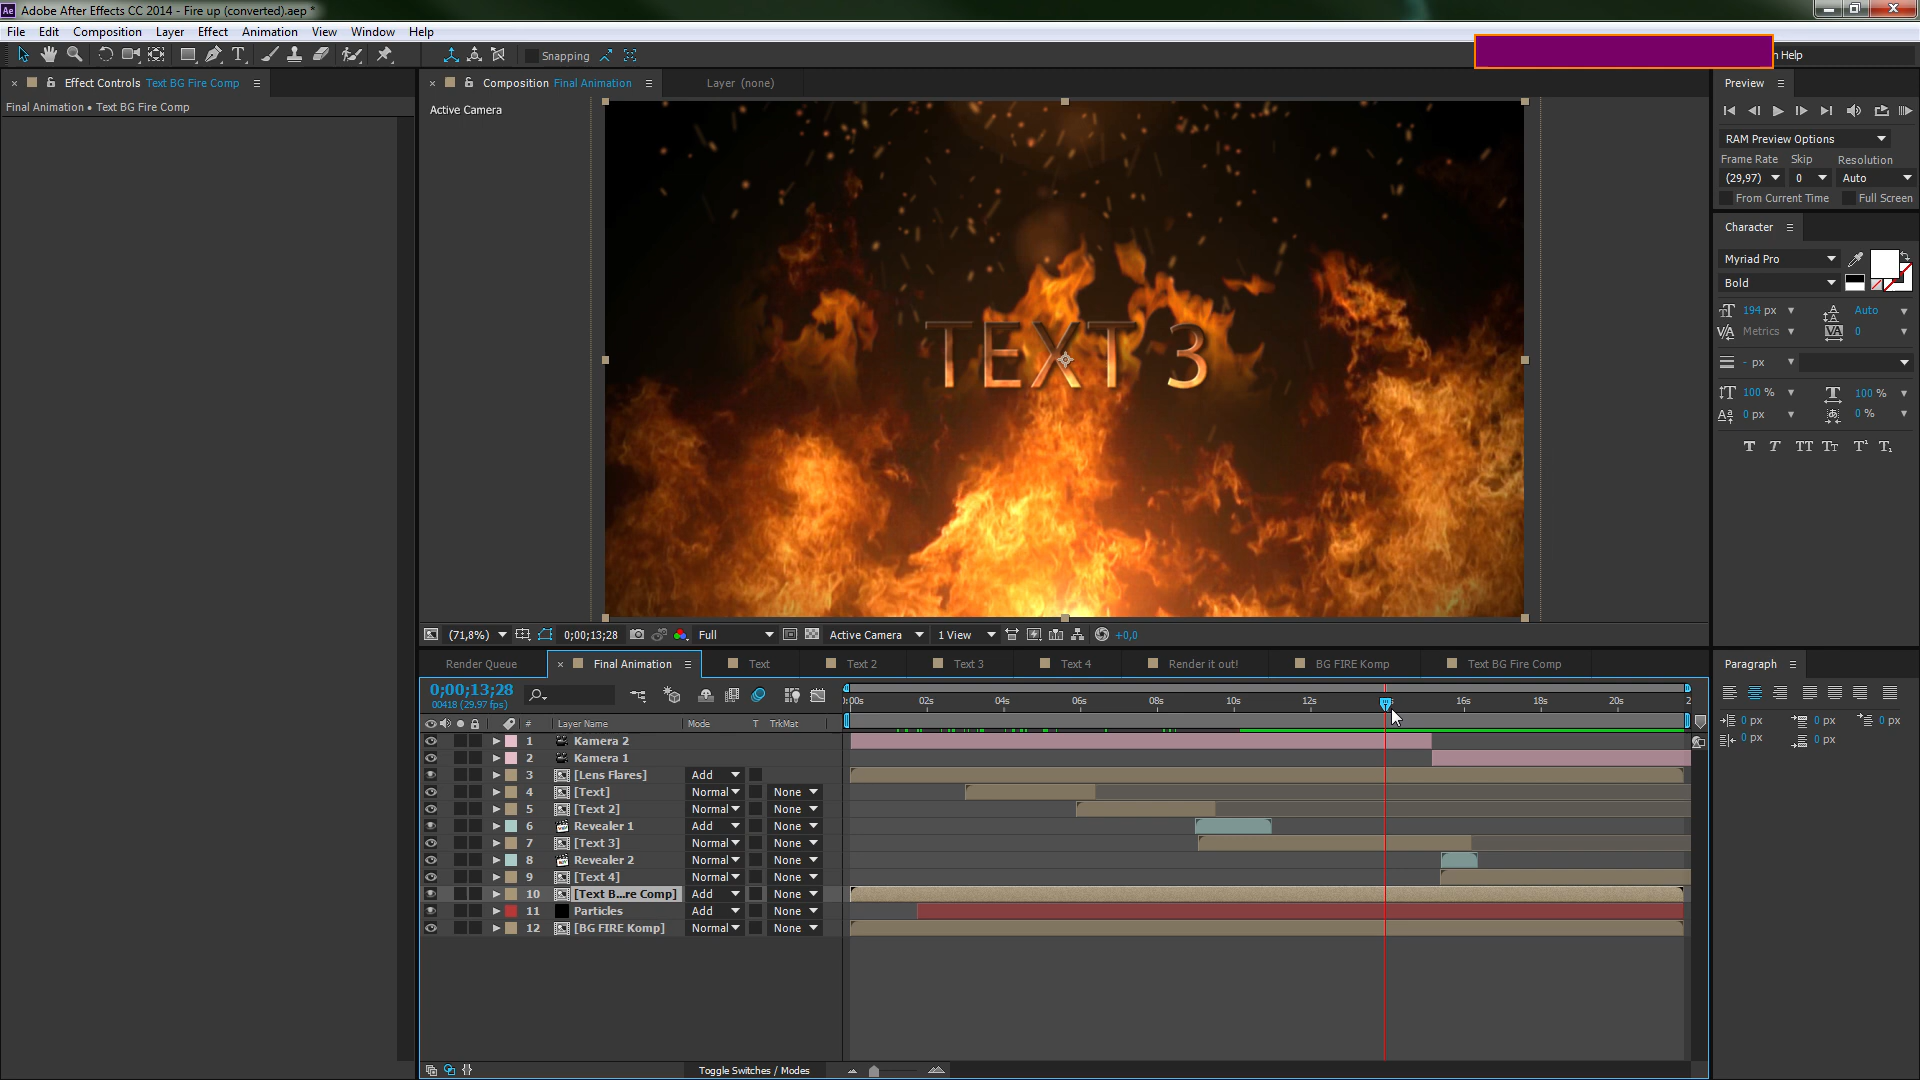 Adobe After Effects CC 2014 - Fire up (converted).aep *
File Edit Composition Layer Effect Animation View Window Help
Snapping
Help
Effect Controls Text BG Fire Comp
Final Animation • Text BG Fire Comp
Composition Final Animation
Layer (none)
Active Camera
TEXT 3
(71,8%) 0;00;13;28 Full Active Camera 1 View +0,0
Preview
RAM Preview Options
Frame Rate Skip Resolution
(29,97) 0 Auto
From Current Time Full Screen
Character
Myriad Pro
Bold
194 px Auto
Metrics 0
- px
100 % 100 %
0 px 0 %
Render Queue Final Animation Text Text 2 Text 3 Text 4 Render it out! BG FIRE Komp Text BG Fire Comp
0;00;13;28
00418 (29.97 fps)
02s 04s 06s 08s 10s 12s 16s 18s 20s
# Layer Name Mode T TrkMat
1 Kamera 2
2 Kamera 1
3 [Lens Flares] Add
4 [Text] Normal None
5 [Text 2] Normal None
6 Revealer 1 Add None
7 [Text 3] Normal None
8 Revealer 2 Normal None
9 [Text 4] Normal None
10 [Text B...re Comp] Add None
11 Particles Add None
12 [BG FIRE Komp] Normal None
Toggle Switches / Modes
Paragraph
0 px 0 px 0 px
0 px 0 px